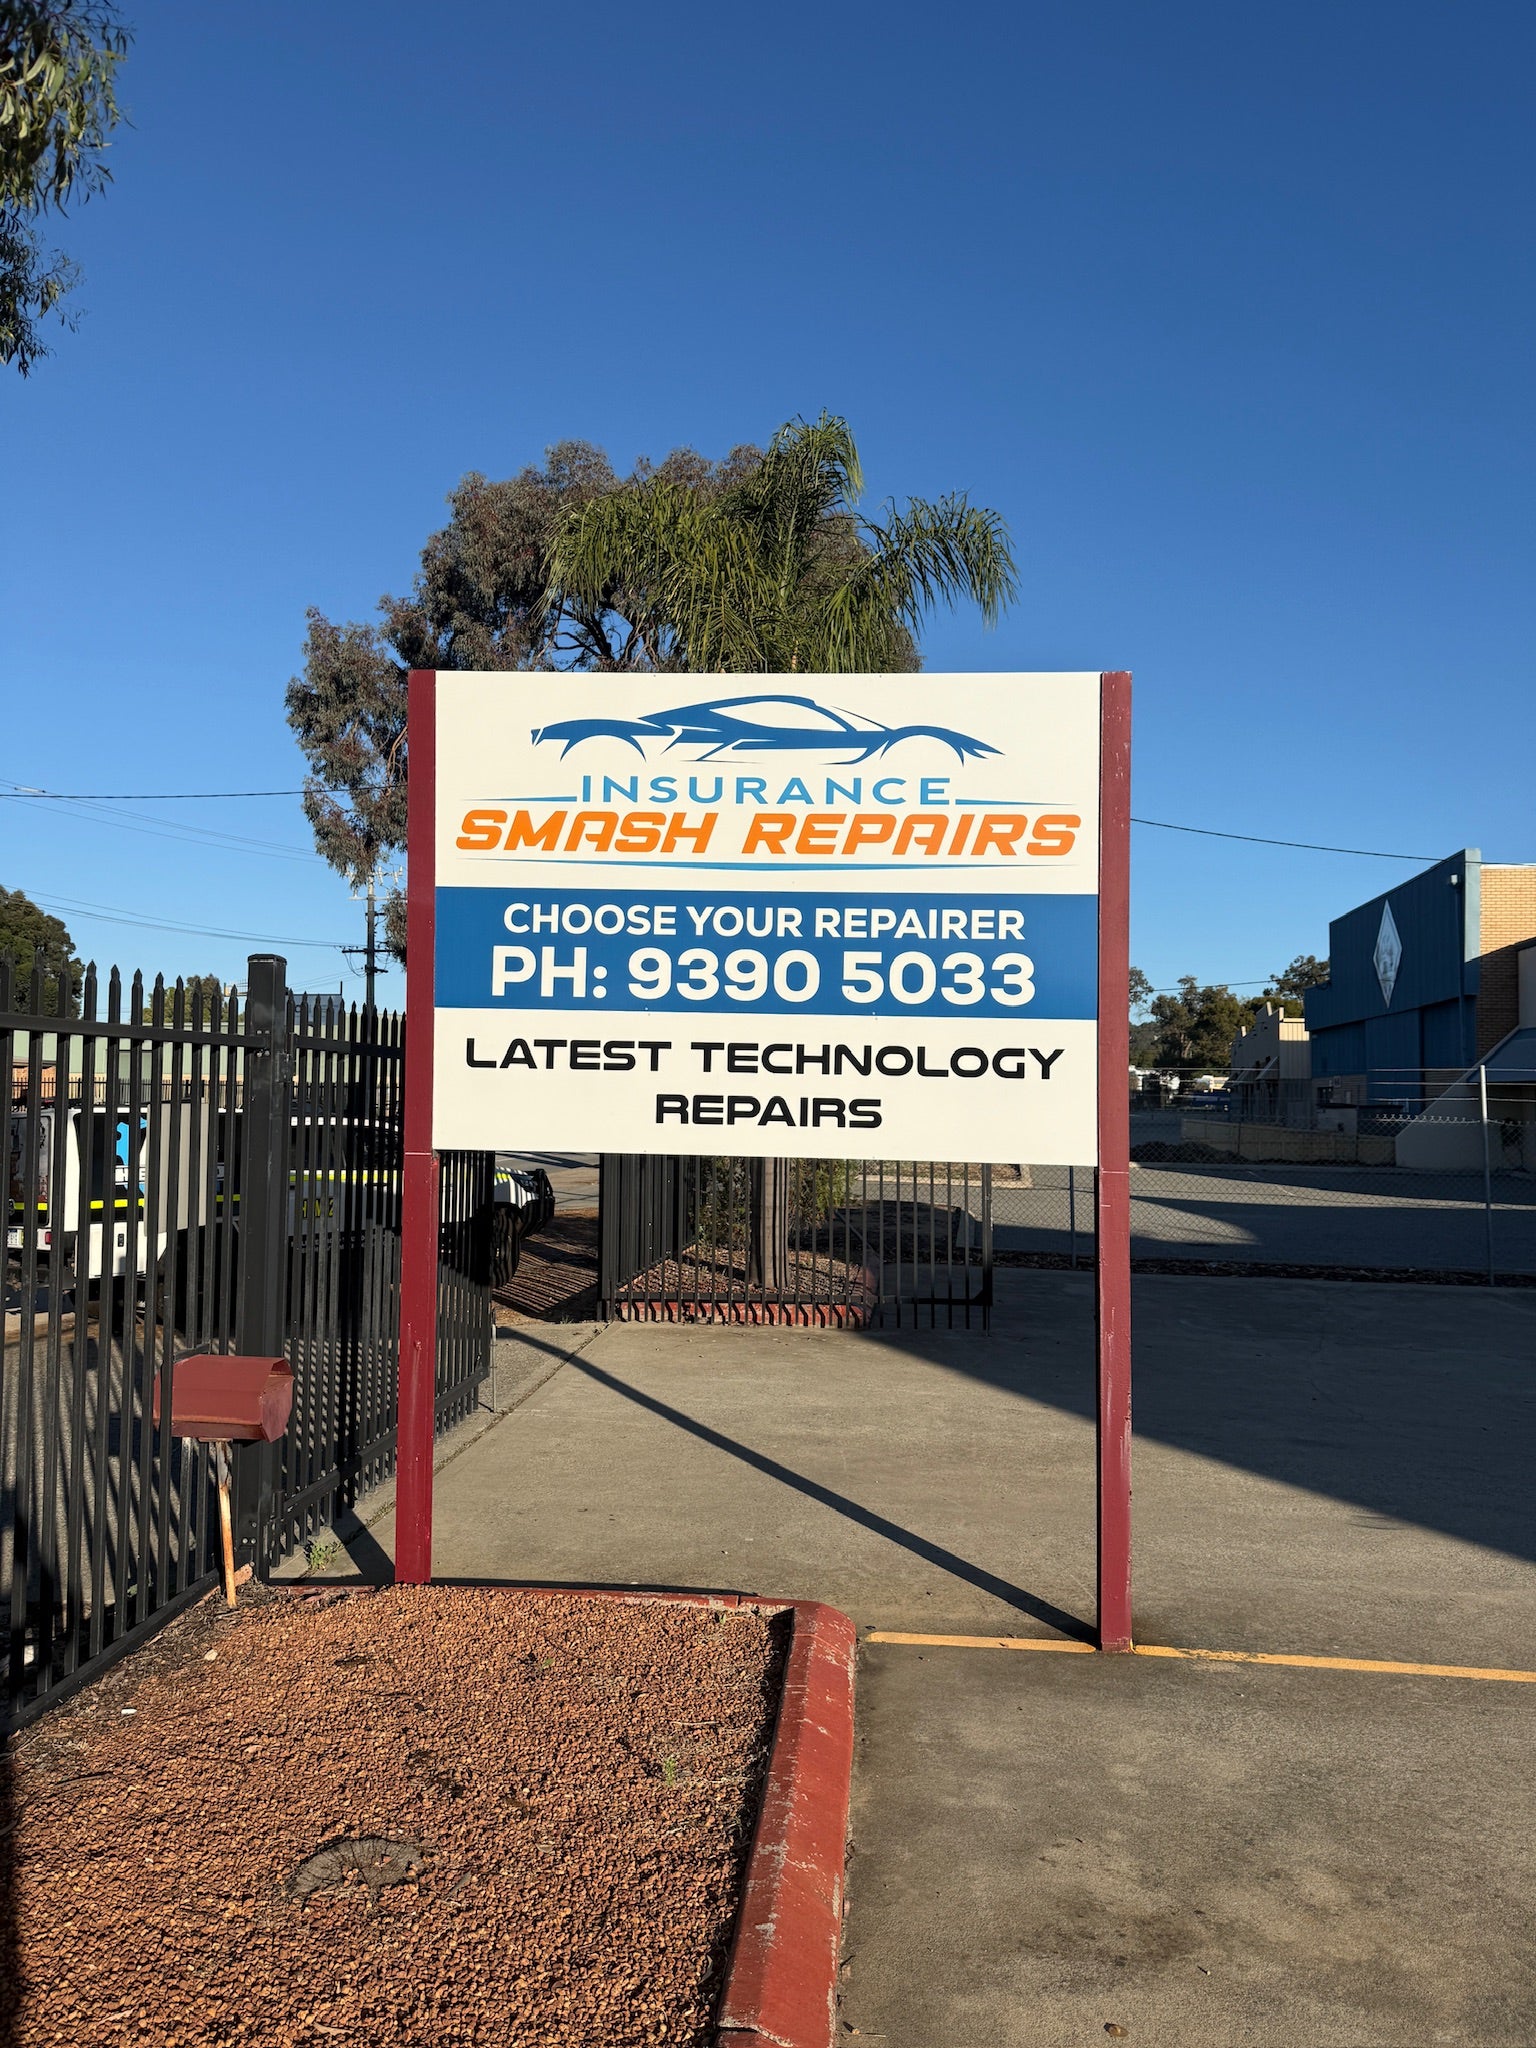 INSURANCE
SMASH REPAIRS
CHOOSE YOUR REPAIRER
PH: 9390 5033
LATEST TECHNOLOGY
REPAIRS